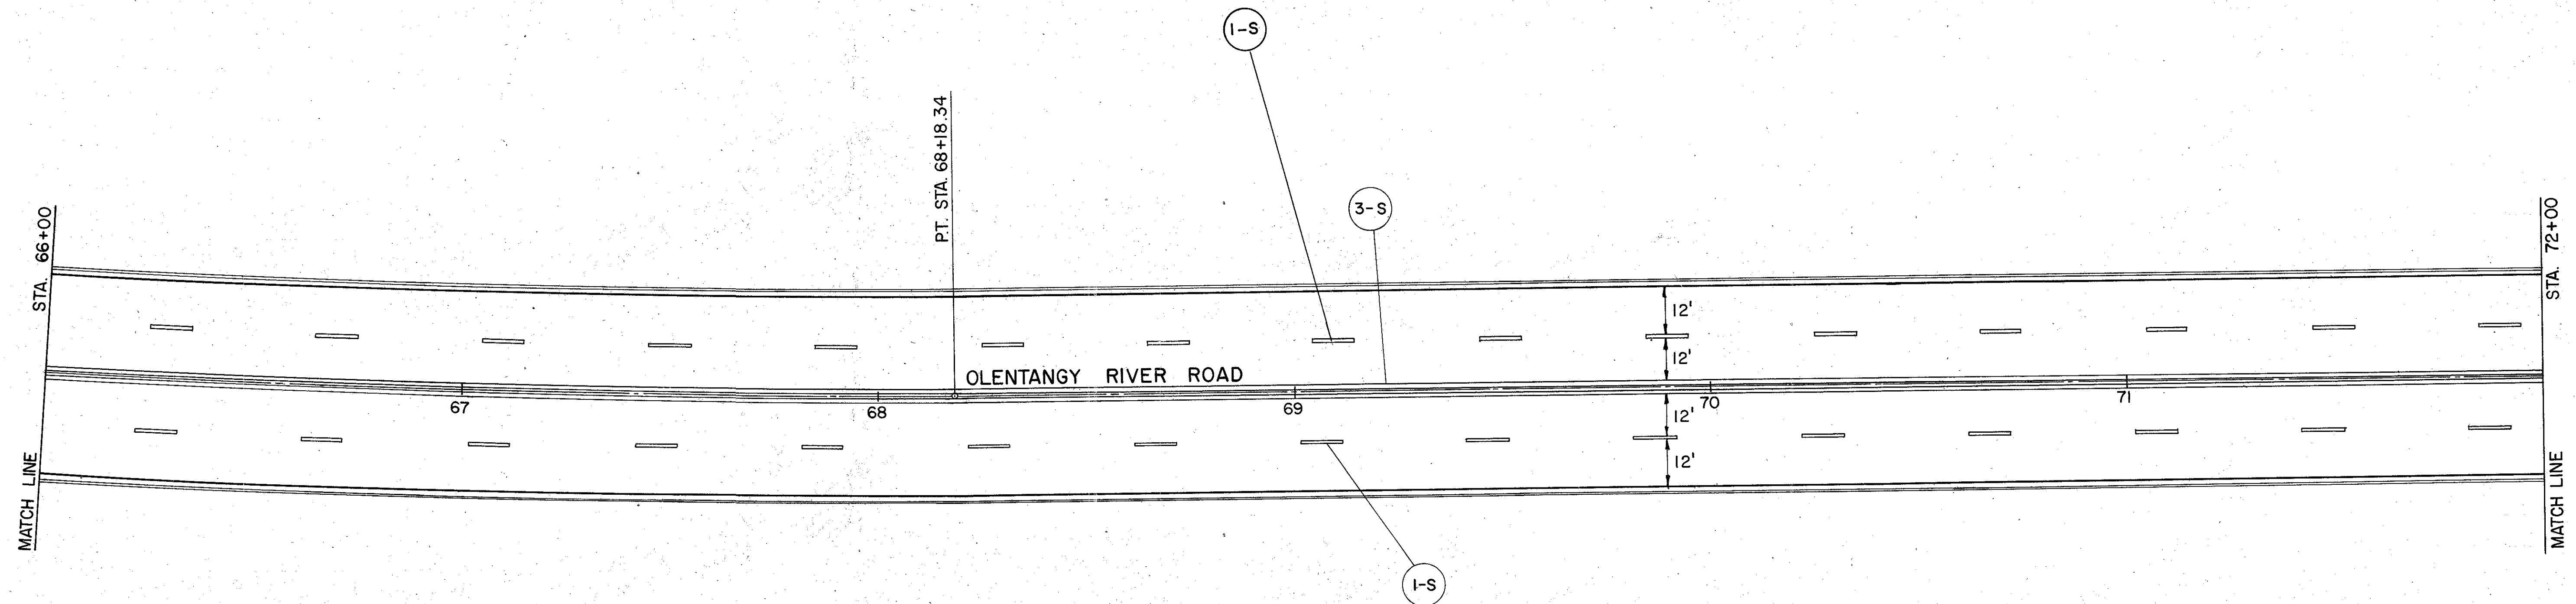 1-S
P.T. STA. 68+18.34
3-S
STA. 66+00
STA. 72+00
12'
12'
OLENTANGY RIVER ROAD
67
68
69
70
71
12'
12'
MATCH LINE
MATCH LINE
1-S